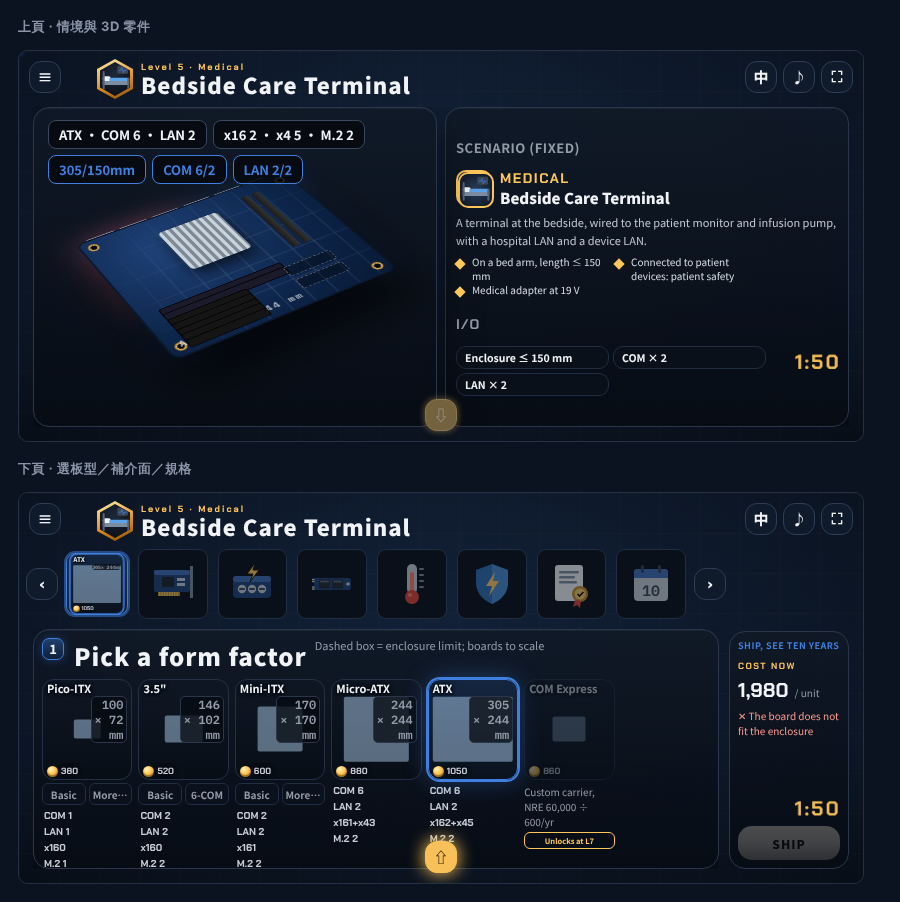 上頁 · 情境與 3D 零件
Level 5 · Medical
Bedside Care Terminal
中
ATX • COM 6 • LAN 2
x16 2 • x4 5 • M.2 2
305/150mm
COM 6/2
LAN 2/2
44 mm
SCENARIO (FIXED)
MEDICAL
Bedside Care Terminal
A terminal at the bedside, wired to the patient monitor and infusion pump,
with a hospital LAN and a device LAN.
On a bed arm, length ≤ 150
mm
Connected to patient
devices: patient safety
Medical adapter at 19 V
I/O
Enclosure ≤ 150 mm
COM × 2
LAN × 2
1:50
下頁 · 選板型／補介面／規格
Level 5 · Medical
Bedside Care Terminal
中
ATX
305× 244mm
1050
10
1
Pick a form factor
Dashed box = enclosure limit; boards to scale
Pico-ITX
100
× 72
mm
380
Basic
More···
COM 1
LAN 1
x160
M.2 1
3.5"
146
× 102
mm
520
Basic
6-COM
COM 2
LAN 2
x160
M.2 2
Mini-ITX
170
× 170
mm
600
Basic
More···
COM 2
LAN 2
x161
M.2 2
Micro-ATX
244
× 244
mm
880
COM 6
LAN 2
x161+x43
M.2 2
ATX
305
× 244
mm
1050
COM 6
LAN 2
x162+x45
M.2 2
COM Express
860
Custom carrier,
NRE 60,000 ÷
600/yr
Unlocks at L7
SHIP, SEE TEN YEARS
COST NOW
1,980 / unit
× The board does not
fit the enclosure
1:50
SHIP